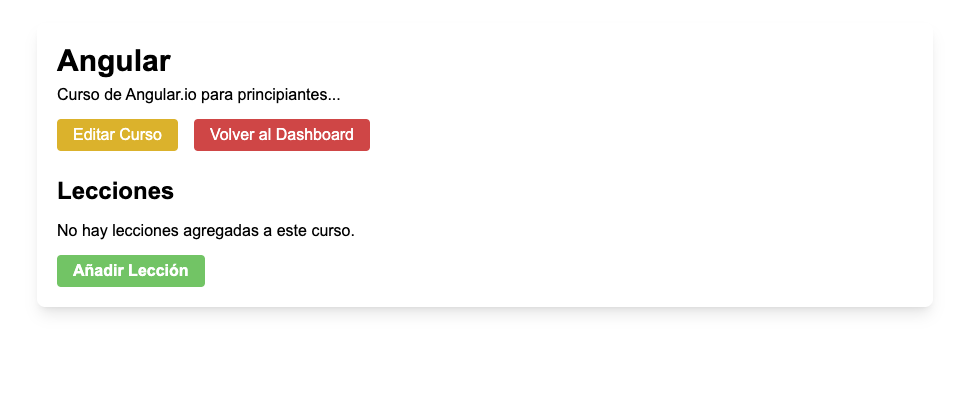 Angular
Curso de Angular.io para principiantes...
Editar Curso Volver al Dashboard
Lecciones
No hay lecciones agregadas a este curso.
Añadir Lección